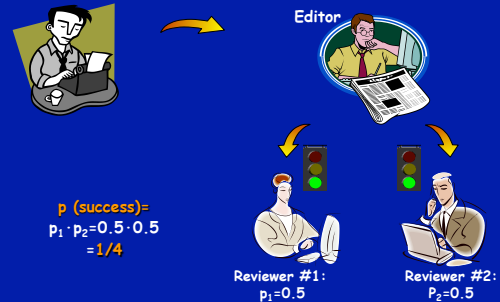 Editor
p (success)=
p₁·p₂=0.5·0.5
=1/4
Reviewer #1:
p₁=0.5
Reviewer #2:
P₂=0.5